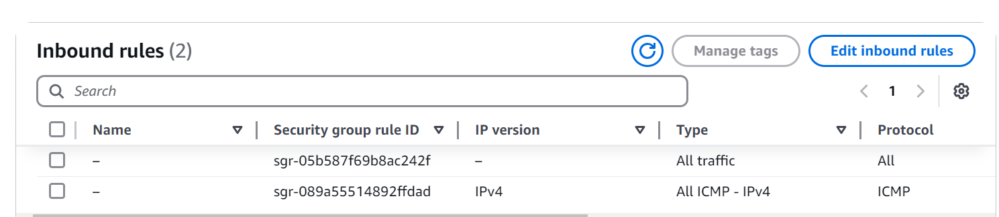 Inbound rules (2) Manage tags Edit inbound rules
Search 1
Name Security group rule ID IP version Type Protocol
– sgr-05b587f69b8ac242f – All traffic All
– sgr-089a55514892ffdad IPv4 All ICMP - IPv4 ICMP